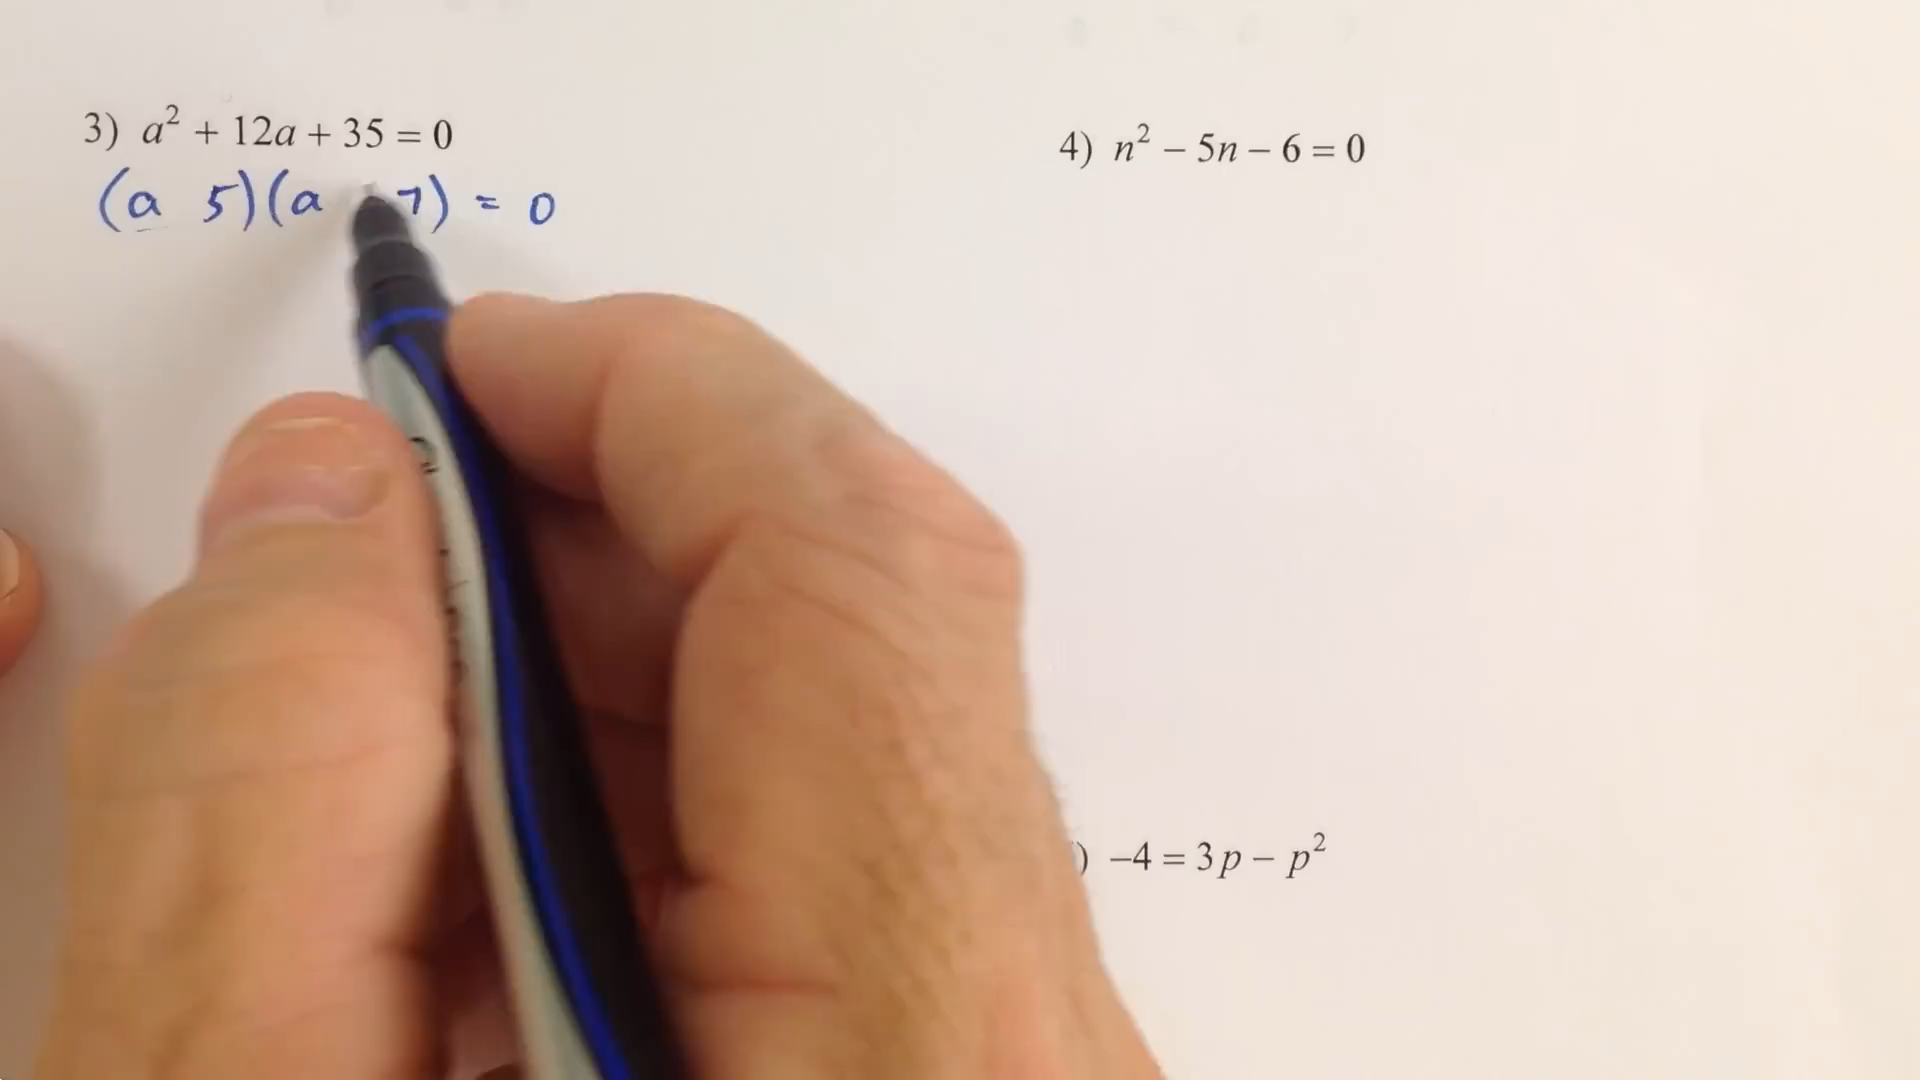 3) a² + 12a + 35 = 0
(a 5)(a 7) = 0
4) n² – 5n – 6 = 0
) –4 = 3p – p²